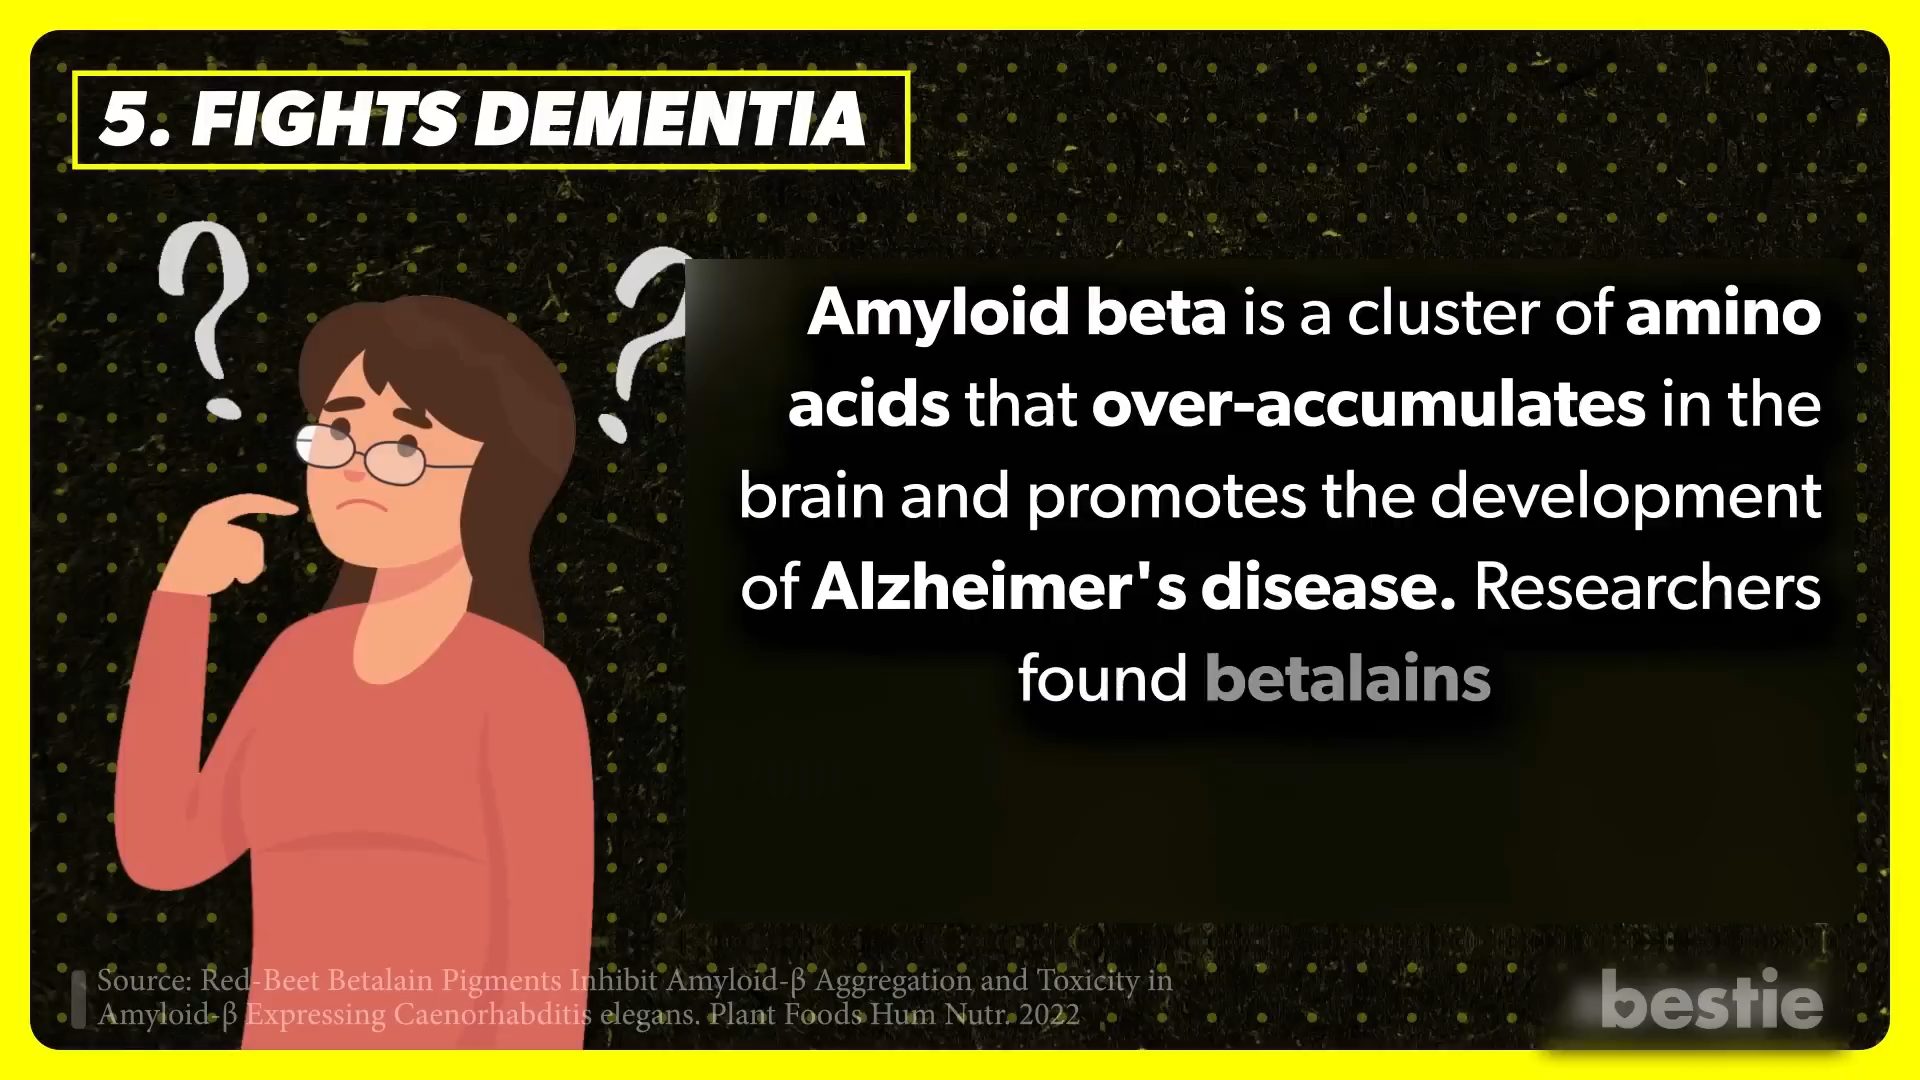 5. FIGHTS DEMENTIA
Amyloid beta is a cluster of amino
acids that over-accumulates in the
brain and promotes the development
of Alzheimer's disease. Researchers
found betalains
Source: Red-Beet Betalain Pigments Inhibit Amyloid-β Aggregation and Toxicity in
Amyloid-β Expressing Caenorhabditis elegans. Plant Foods Hum Nutr. 2022
bestie